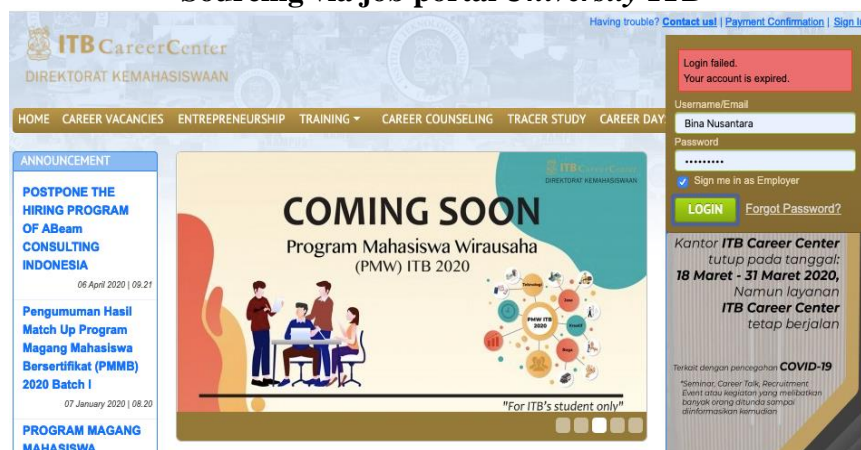 Sourcing via job portal University ITB
Having trouble? Contact us! | Payment Confirmation | Sign In
ITB CareerCenter
DIREKTORAT KEMAHASISWAAN
HOME CAREER VACANCIES ENTREPRENEURSHIP TRAINING CAREER COUNSELING TRACER STUDY CAREER DAY
Login failed.
Your account is expired.
Username/Email
Bina Nusantara
Password
•••••••••
Sign me in as Employer
LOGIN Forgot Password?
ANNOUNCEMENT
POSTPONE THE
HIRING PROGRAM
OF ABeam
CONSULTING
INDONESIA
06 April 2020 | 09.21
Pengumuman Hasil
Match Up Program
Magang Mahasiswa
Bersertifikat (PMMB)
2020 Batch I
07 January 2020 | 08.20
PROGRAM MAGANG
MAHASISWA
ITB CareerCenter
DIREKTORAT KEMAHASISWAAN
COMING SOON
Program Mahasiswa Wirausaha
(PMW) ITB 2020
Teknologi
Jasa
PMW ITB
2020
Kreatif
Boga
"For ITB's student only"
Kantor ITB Career Center
tutup pada tanggal:
18 Maret - 31 Maret 2020,
Namun layanan
ITB Career Center
tetap berjalan
Terkait dengan pencegahan COVID-19
*Seminar, Career Talk, Recruitment
Event atau kegiatan yang melibatkan
banyak orang ditunda sampai
diinformasikan kemudian